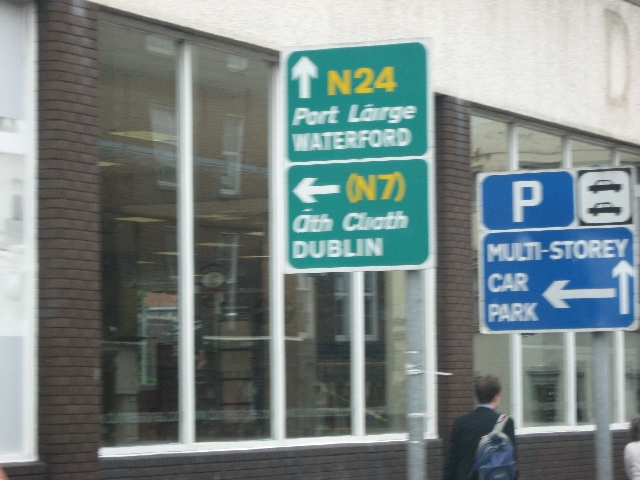 N24
Port Láirge
WATERFORD
(N7)
Áth Cliath
DUBLIN
P
MULTI-STOREY
CAR
PARK
D